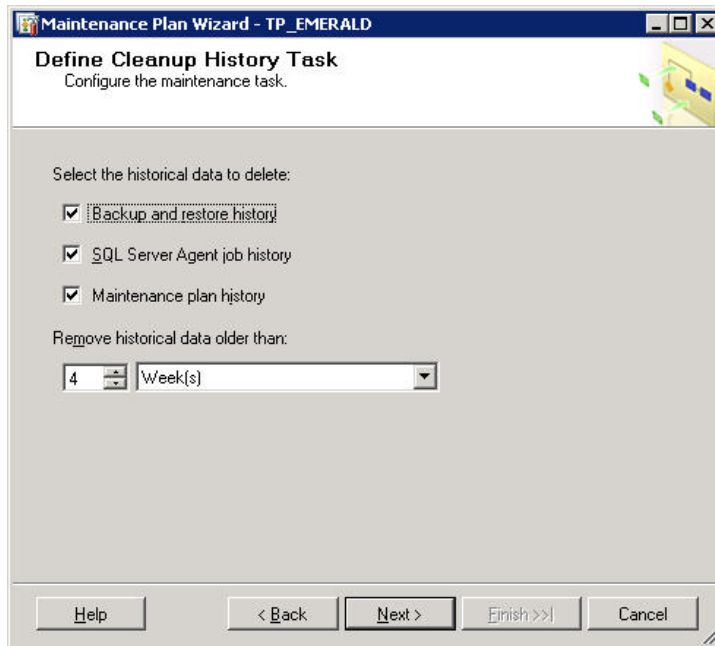 Maintenance Plan Wizard - TP_EMERALD
Define Cleanup History Task
Configure the maintenance task.
Select the historical data to delete:
Backup and restore history
SQL Server Agent job history
Maintenance plan history
Remove historical data older than:
4 Week(s)
Help < Back Next > Finish >>| Cancel